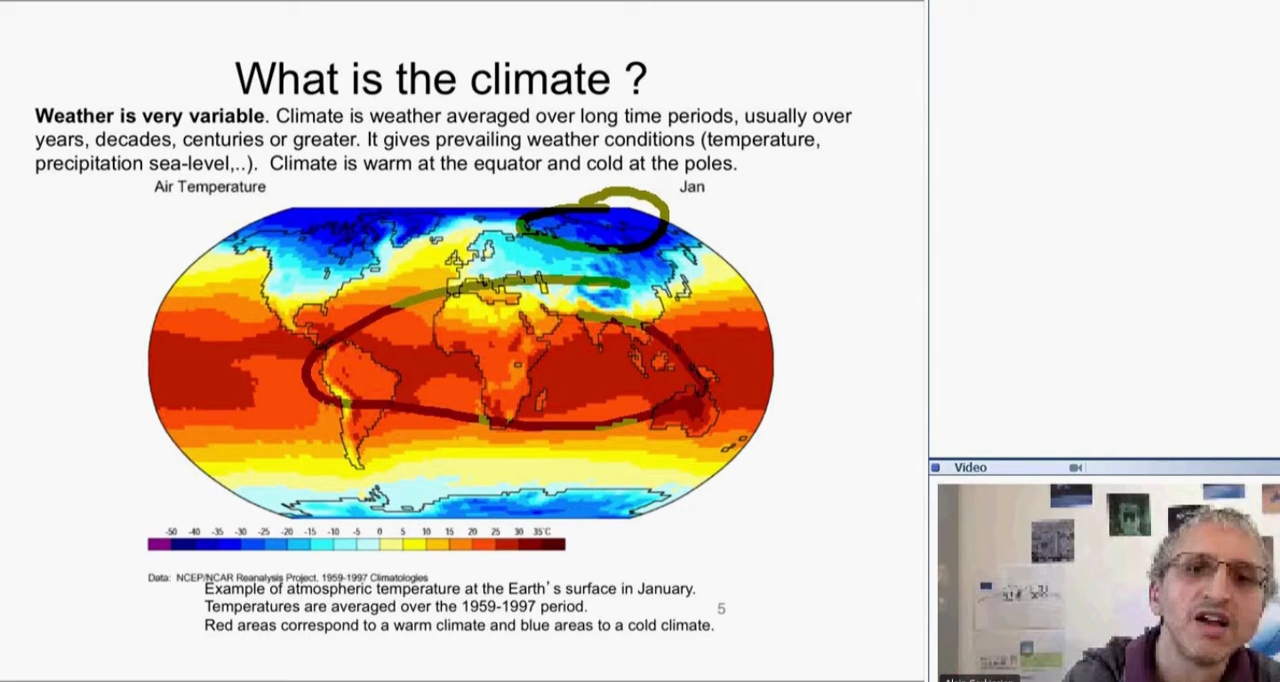 What is the climate ?
Weather is very variable. Climate is weather averaged over long time periods, usually over
years, decades, centuries or greater. It gives prevailing weather conditions (temperature,
precipitation sea-level,..). Climate is warm at the equator and cold at the poles.
Air Temperature
Jan
-50 -40 -35 -30 -25 -20 -15 -10 -5 0 5 10 15 20 25 30 35°C
Data: NCEP/NCAR Reanalysis Project, 1959-1997 Climatologies
Example of atmospheric temperature at the Earth's surface in January.
Temperatures are averaged over the 1959-1997 period.
5
Red areas correspond to a warm climate and blue areas to a cold climate.
Video